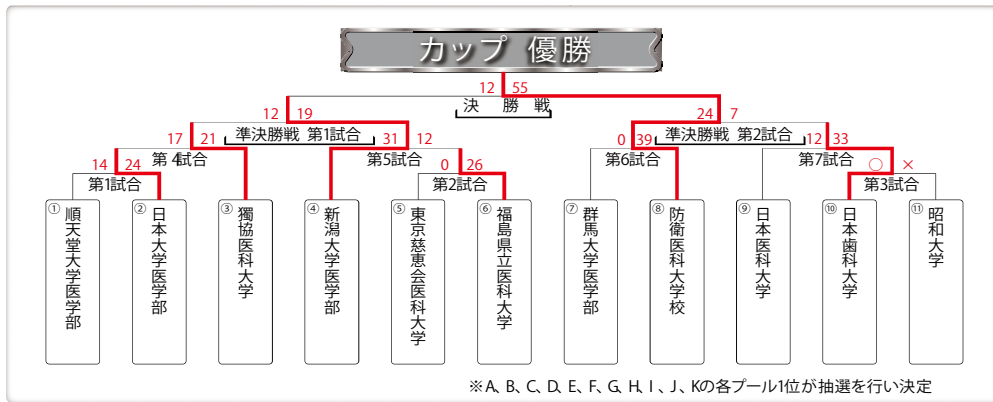 カップ 優勝
12 55
決 勝 戦
12 19
24 7
準決勝戦 第1試合
準決勝戦 第2試合
17 21
31 12
0 39
12 33
第4試合
第5試合
第6試合
第7試合
14 24
0 26
○ ×
第1試合
第2試合
第3試合
①順天堂大学医学部
②日本大学医学部
③獨協医科大学
④新潟大学医学部
⑤東京慈恵会医科大学
⑥福島県立医科大学
⑦群馬大学医学部
⑧防衛医科大学校
⑨日本医科大学
⑩日本歯科大学
⑪昭和大学
※A、B、C、D、E、F、G、H、I、J、Kの各プール1位が抽選を行い決定